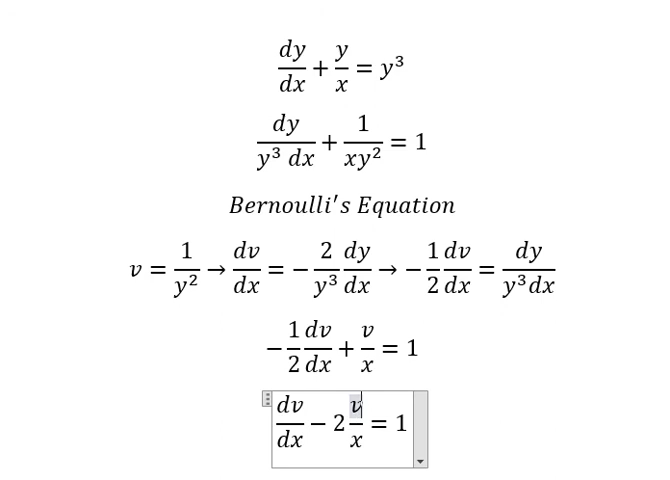 dy/dx + y/x = y³
dy/(y³ dx) + 1/(xy²) = 1
Bernoulli's Equation
v = 1/y² → dv/dx = −2/y³ dy/dx → −1/2 dv/dx = dy/(y³dx)
−1/2 dv/dx + v/x = 1
dv/dx − 2 v/x = 1